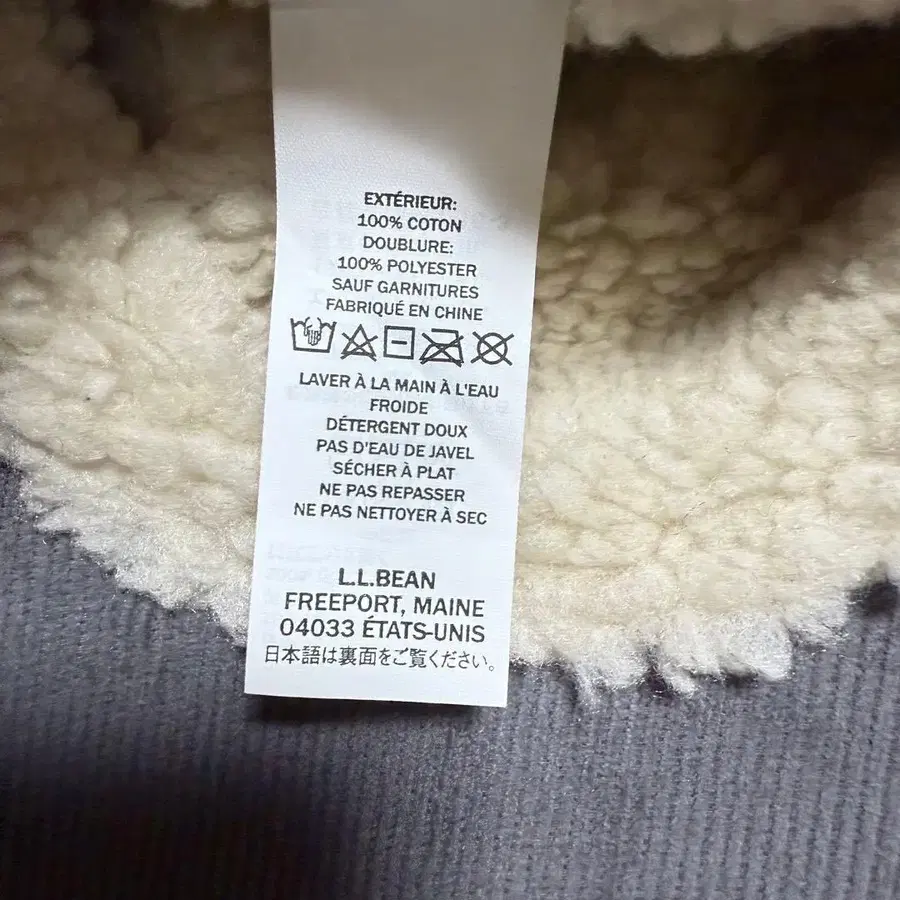 EXTÉRIEUR:
100% COTON
DOUBLURE:
100% POLYESTER
SAUF GARNITURES
FABRIQUÉ EN CHINE
LAVER À LA MAIN À L'EAU
FROIDE
DÉTERGENT DOUX
PAS D'EAU DE JAVEL
SÉCHER À PLAT
NE PAS REPASSER
NE PAS NETTOYER À SEC
L.L.BEAN
FREEPORT, MAINE
04033 ÉTATS-UNIS
日本語は裏面をご覧ください。